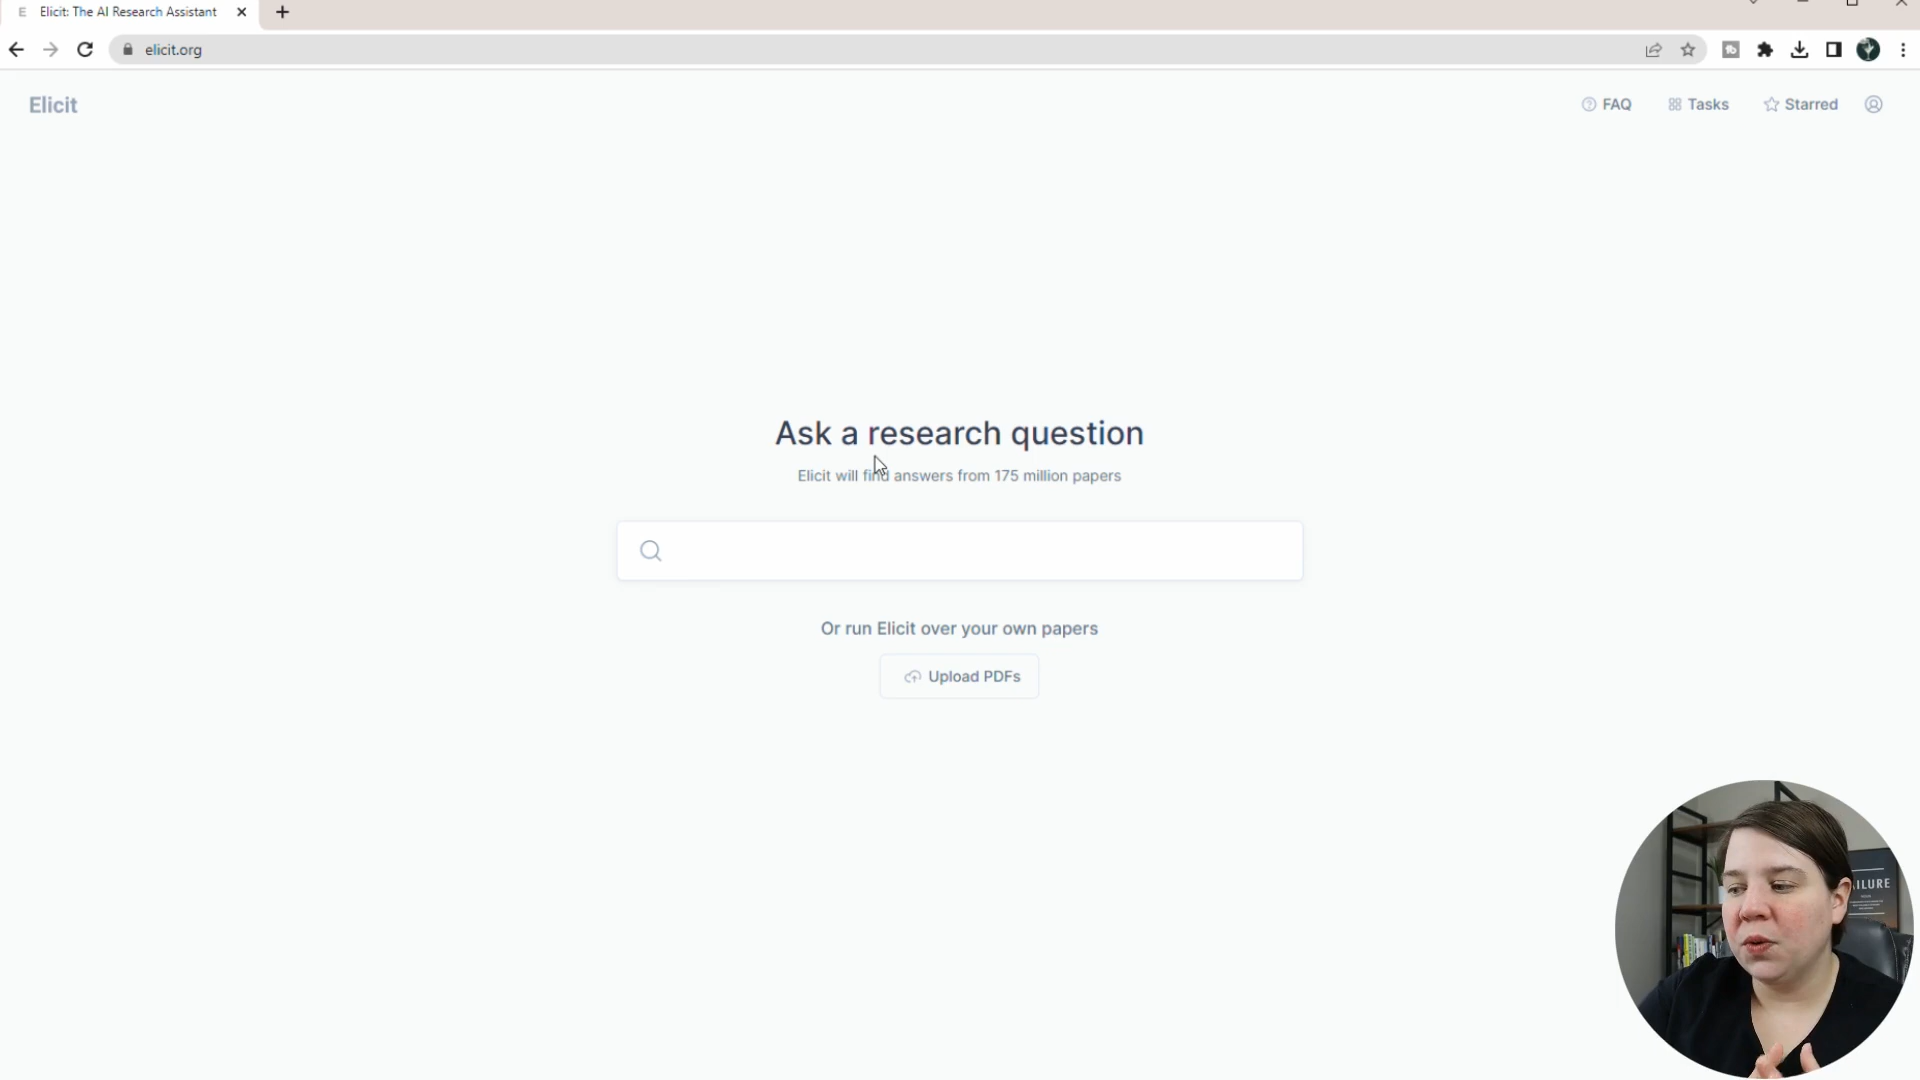 E Elicit: The AI Research Assistant
elicit.org
Elicit
FAQ Tasks Starred
Ask a research question
Elicit will find answers from 175 million papers
Or run Elicit over your own papers
Upload PDFs
ILURE